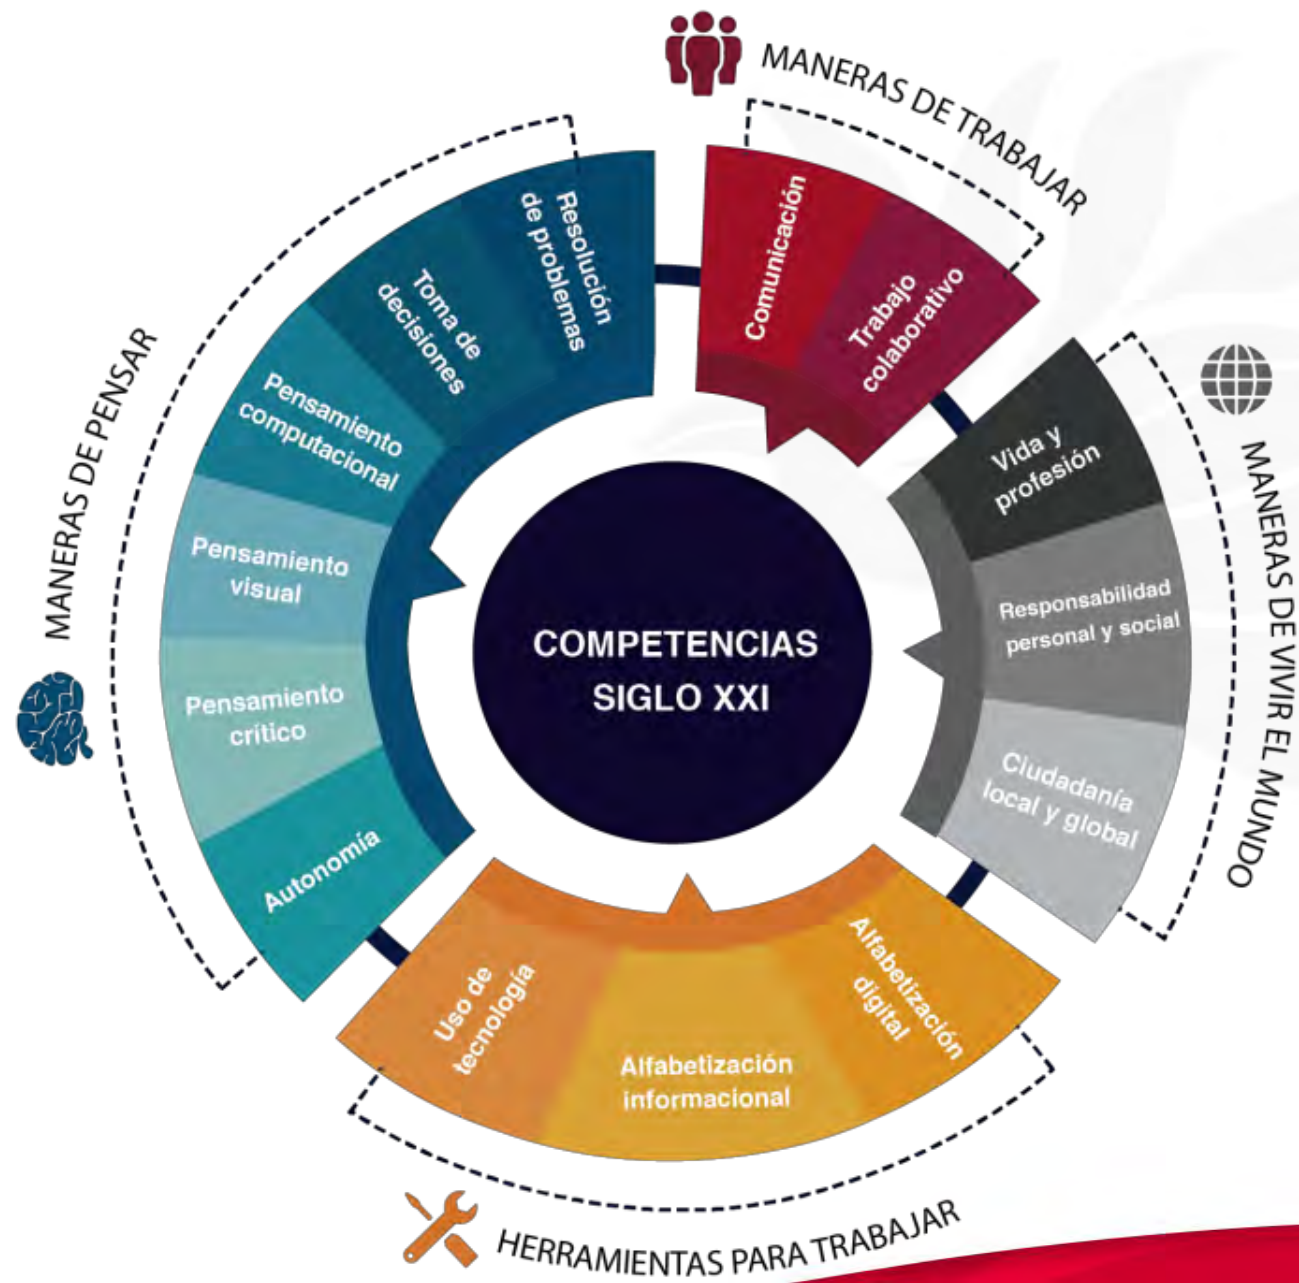 MANERAS DE TRABAJAR
Comunicación
Trabajo
colaborativo
MANERAS DE VIVIR EL MUNDO
Vida y
profesión
Responsabilidad
personal y social
Ciudadanía
local y global
HERRAMIENTAS PARA TRABAJAR
Alfabetización
digital
Alfabetización
informacional
Uso de
tecnología
MANERAS DE PENSAR
Autonomía
Pensamiento
crítico
Pensamiento
visual
Pensamiento
computacional
Toma de
decisiones
Resolución
de problemas
COMPETENCIAS
SIGLO XXI